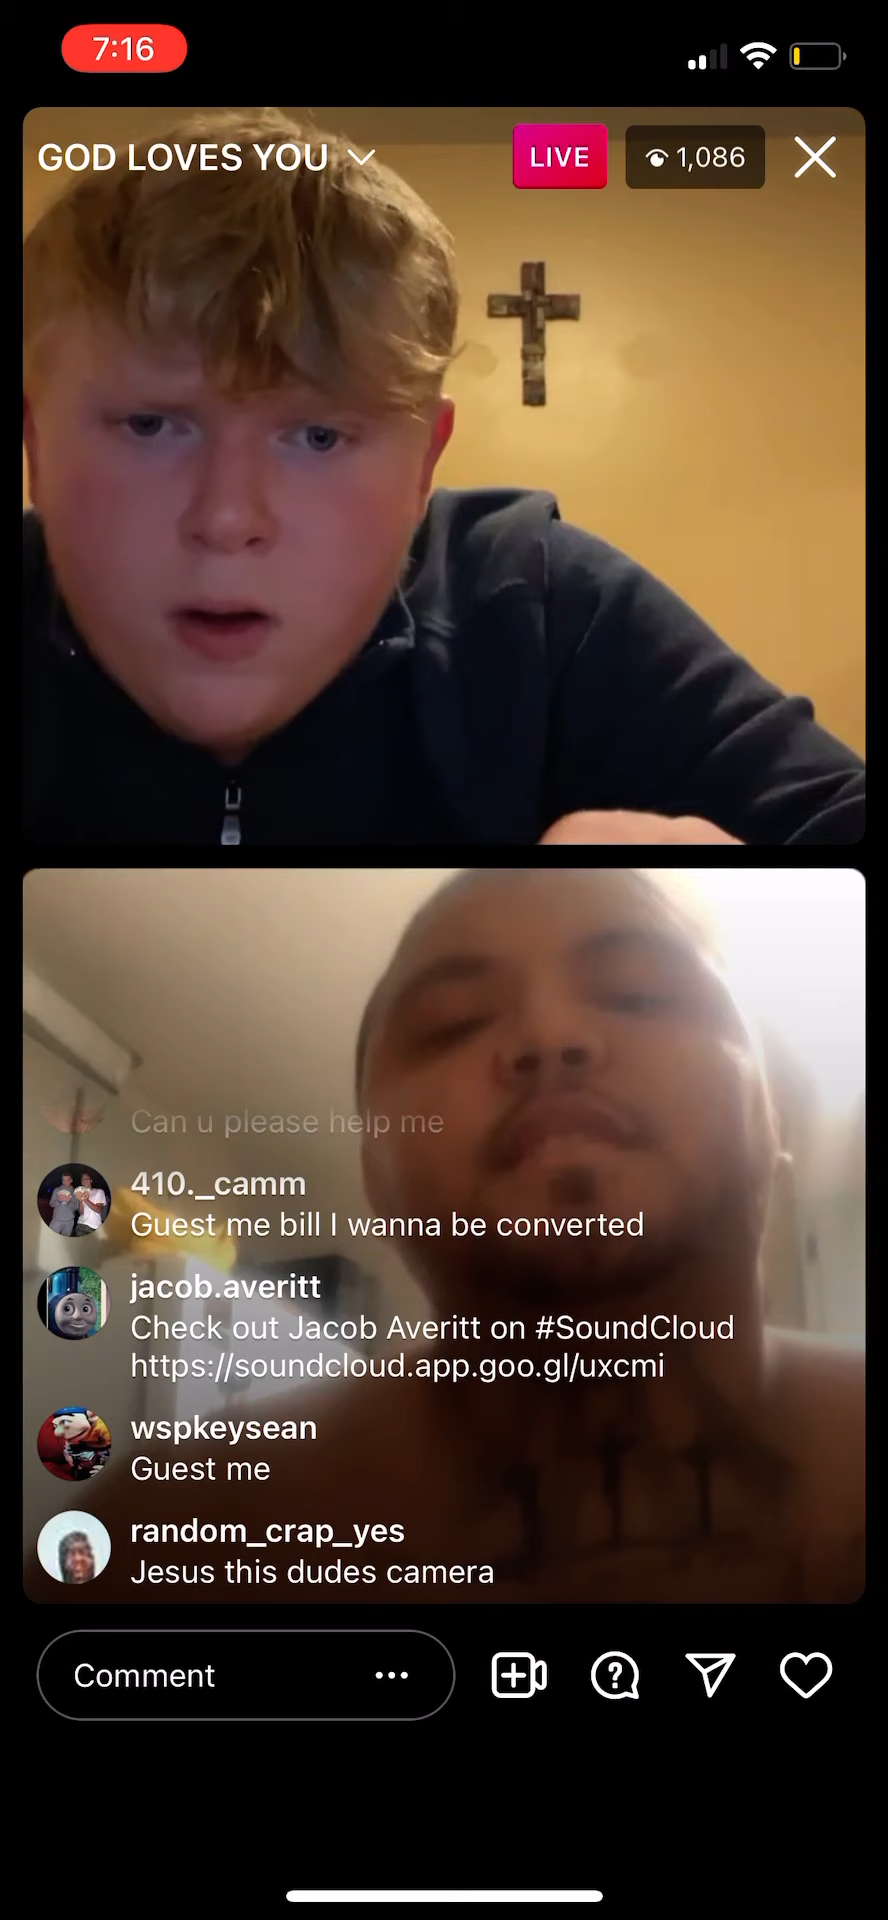 7:16
GOD LOVES YOU
LIVE
1,086
Can u please help me
410._camm
Guest me bill I wanna be converted
jacob.averitt
Check out Jacob Averitt on #SoundCloud
https://soundcloud.app.goo.gl/uxcmi
wspkeysean
Guest me
random_crap_yes
Jesus this dudes camera
Comment